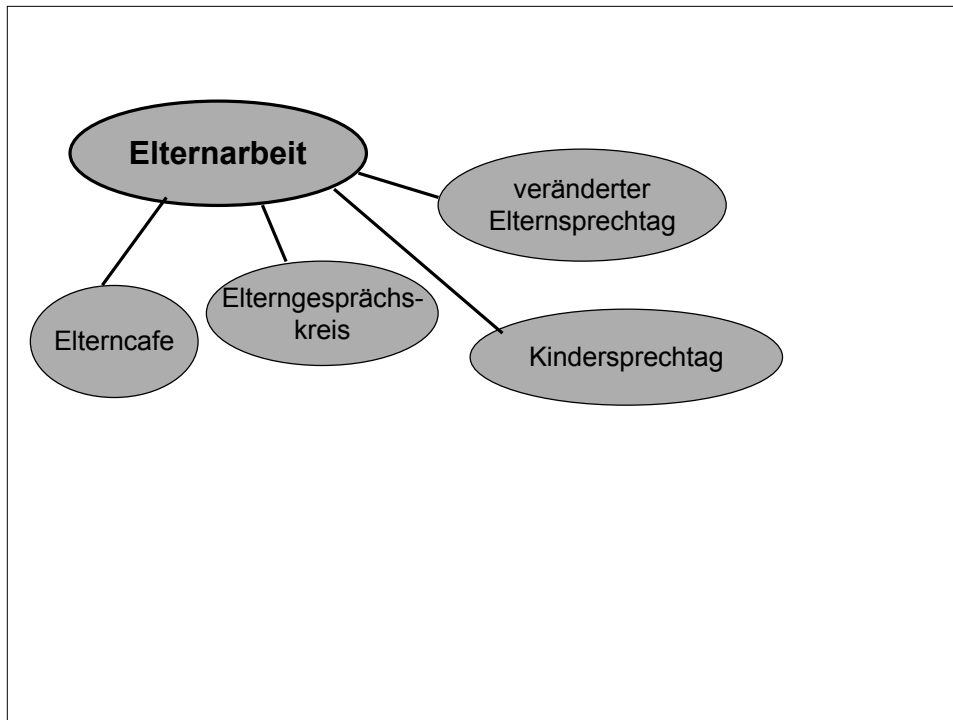 Elternarbeit
veränderter
Elternsprechtag
Elterngesprächs-
kreis
Elterncafe
Kindersprechtag